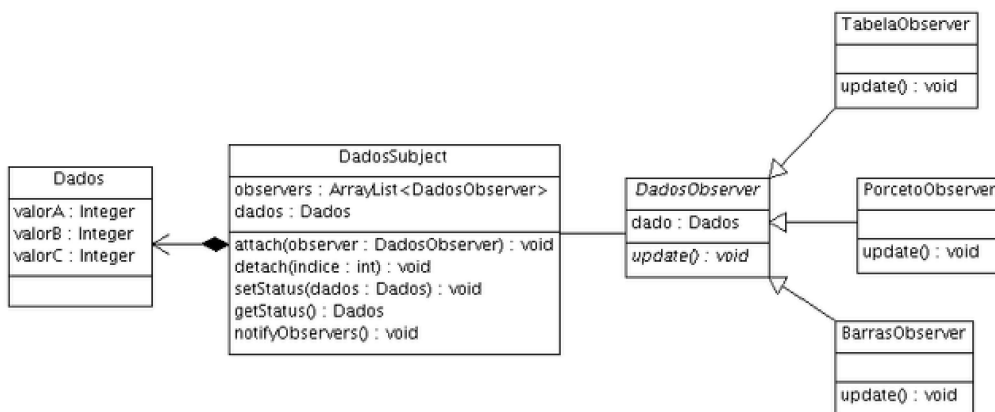 Dados
valorA : Integer
valorB : Integer
valorC : Integer
DadosSubject
observers : ArrayList<DadosObserver>
dados : Dados
attach(observer : DadosObserver) : void
detach(indice : int) : void
setStatus(dados : Dados) : void
getStatus() : Dados
notifyObservers() : void
DadosObserver
dado : Dados
update() : void
TabelaObserver
update() : void
PorcetoObserver
update() : void
BarrasObserver
update() : void